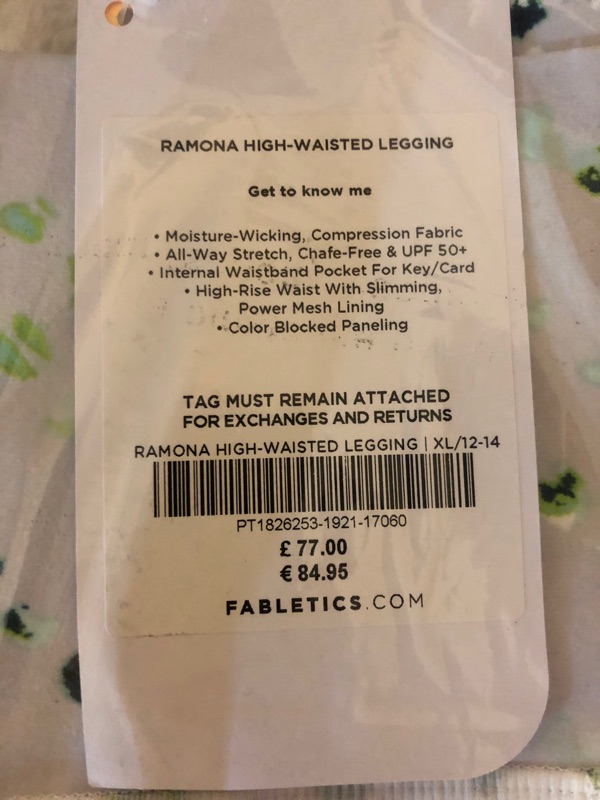 RAMONA HIGH-WAISTED LEGGING
Get to know me
• Moisture-Wicking, Compression Fabric
• All-Way Stretch, Chafe-Free & UPF 50+
• Internal Waistband Pocket For Key/Card
• High-Rise Waist With Slimming,
Power Mesh Lining
• Color Blocked Paneling
TAG MUST REMAIN ATTACHED
FOR EXCHANGES AND RETURNS
RAMONA HIGH-WAISTED LEGGING | XL/12-14
PT1826253-1921-17060
£ 77.00
€ 84.95
FABLETICS.COM